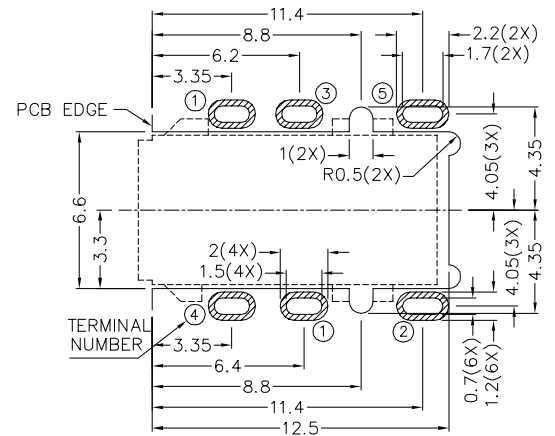 11.4
8.8
2.2(2X)
6.2
1.7(2X)
3.35
1
3
5
PCB EDGE
1(2X)
R0.5(2X)
4.05(3X)
4.35
6.6
3.3
2(4X)
1.5(4X)
4.05(3X)
4.35
4
1
2
TERMINAL
NUMBER
3.35
6.4
8.8
0.7(6X)
1.2(6X)
11.4
12.5